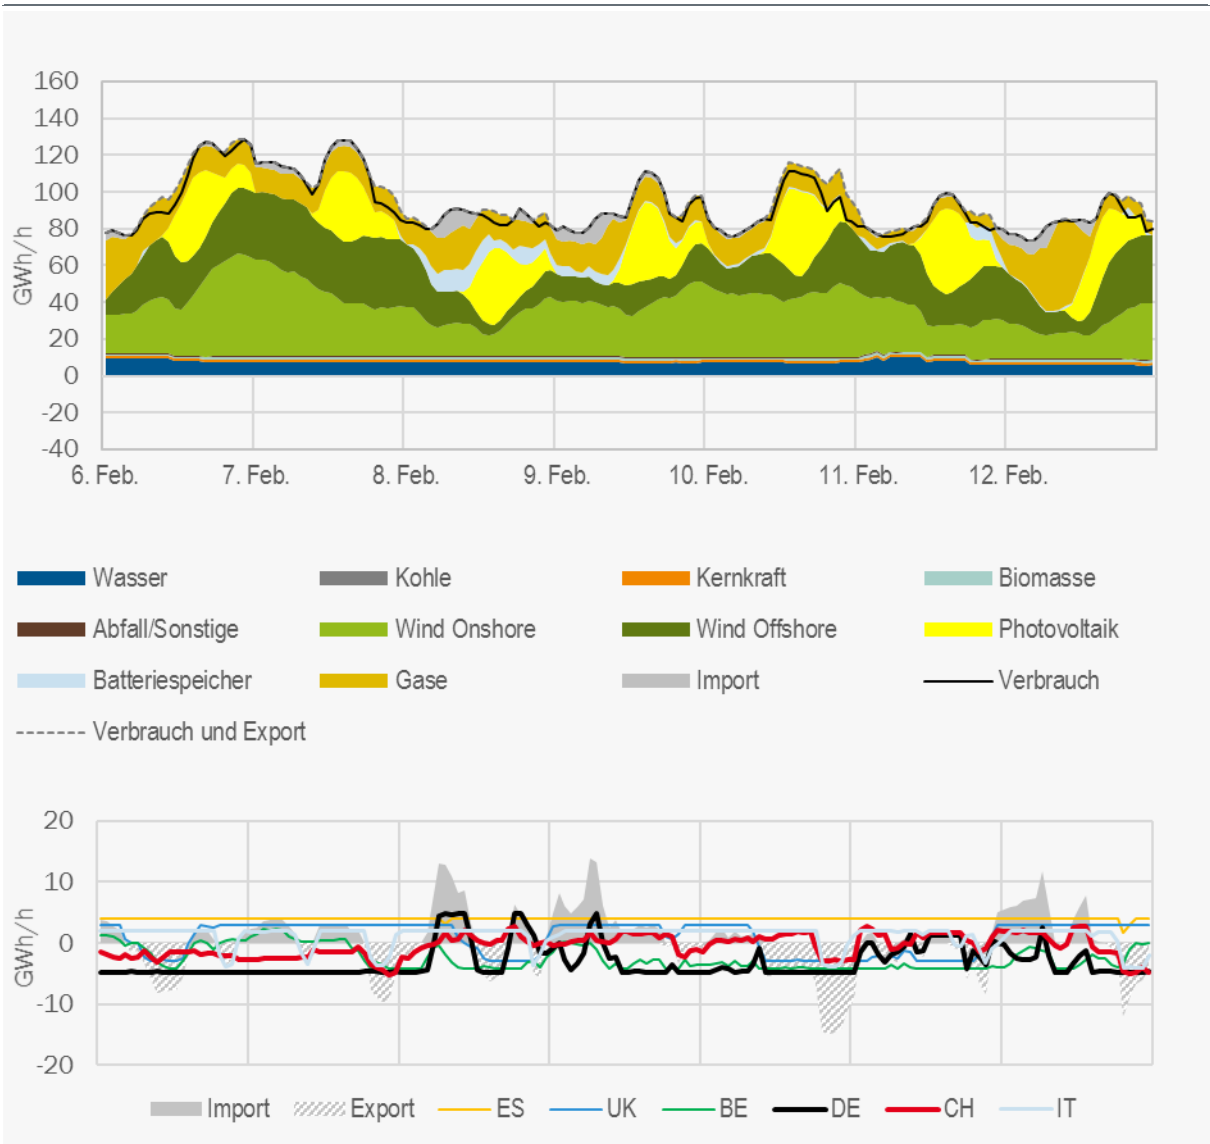 160
140
120
100
80
60
40
20
0
-20
-40
GWh/h
6. Feb. 7. Feb. 8. Feb. 9. Feb. 10. Feb. 11. Feb. 12. Feb.
Wasser Kohle Kernkraft Biomasse
Abfall/Sonstige Wind Onshore Wind Offshore Photovoltaik
Batteriespeicher Gase Import Verbrauch
Verbrauch und Export
20
10
0
-10
-20
GWh/h
Import Export ES UK BE DE CH IT